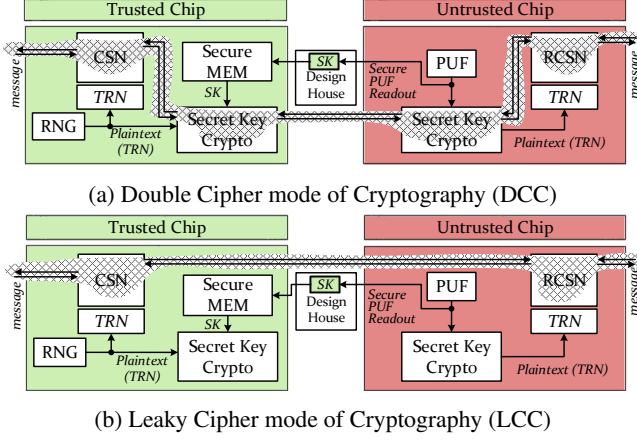 Trusted Chip
Untrusted Chip
message
CSN
TRN
RNG
Plaintext
(TRN)
Secure
MEM
SK
Secret Key
Crypto
SK
Design
House
Secure
PUF
Readout
PUF
Secret Key
Crypto
RCSN
TRN
Plaintext (TRN)
message
(a) Double Cipher mode of Cryptography (DCC)
Trusted Chip
Untrusted Chip
message
CSN
TRN
RNG
Plaintext
(TRN)
Secure
MEM
SK
Secret Key
Crypto
SK
Design
House
Secure
PUF
Readout
PUF
Secret Key
Crypto
RCSN
TRN
Plaintext (TRN)
message
(b) Leaky Cipher mode of Cryptography (LCC)